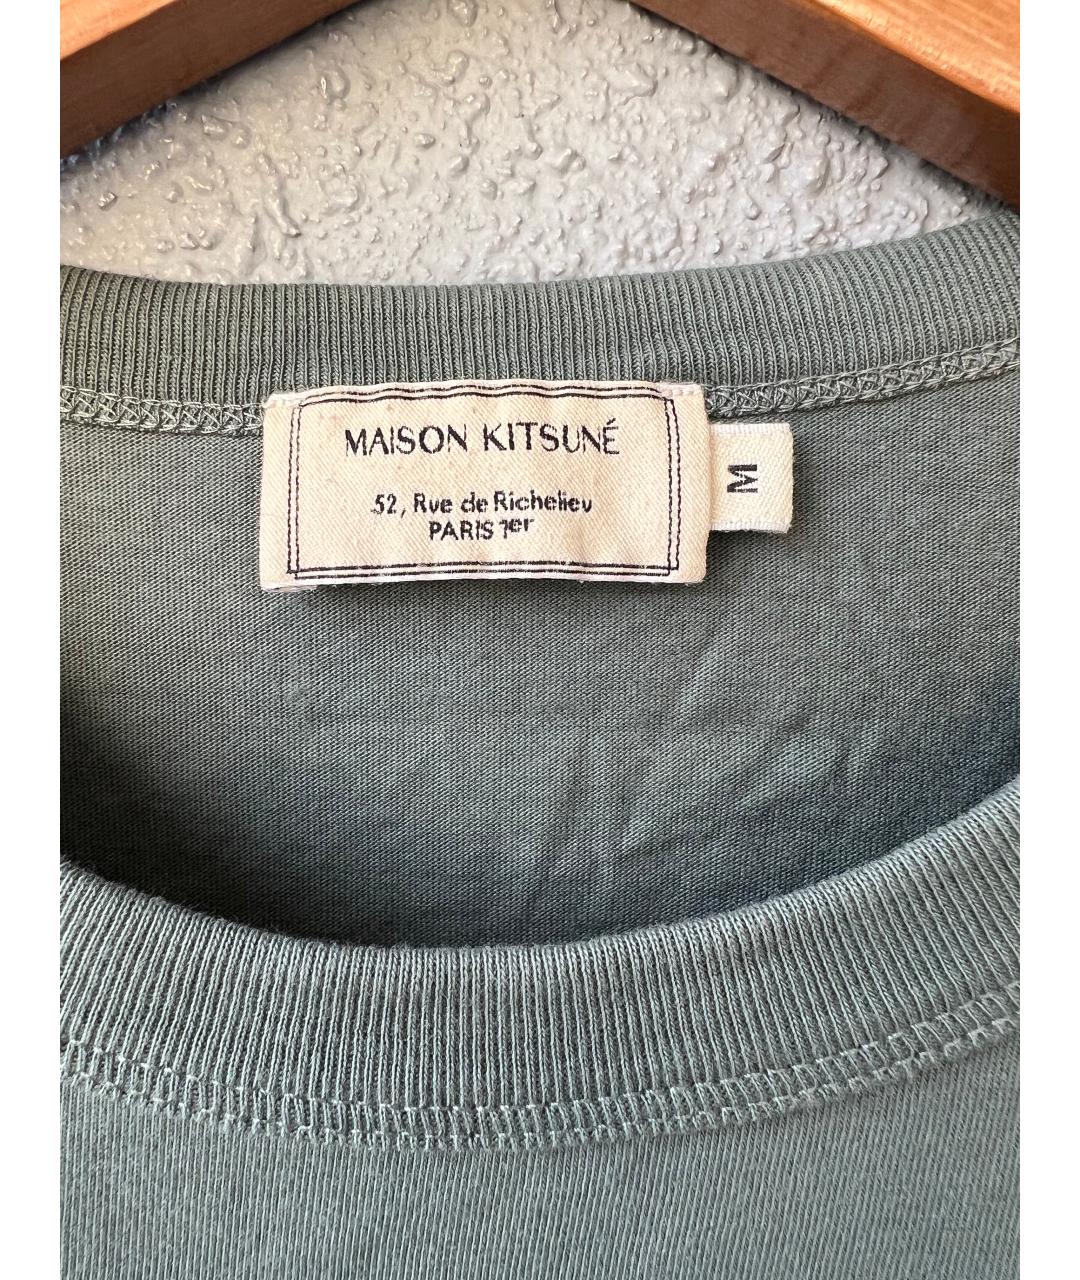 MAISON KITSUNÉ
52, Rue de Richelieu
PARIS 1er
M